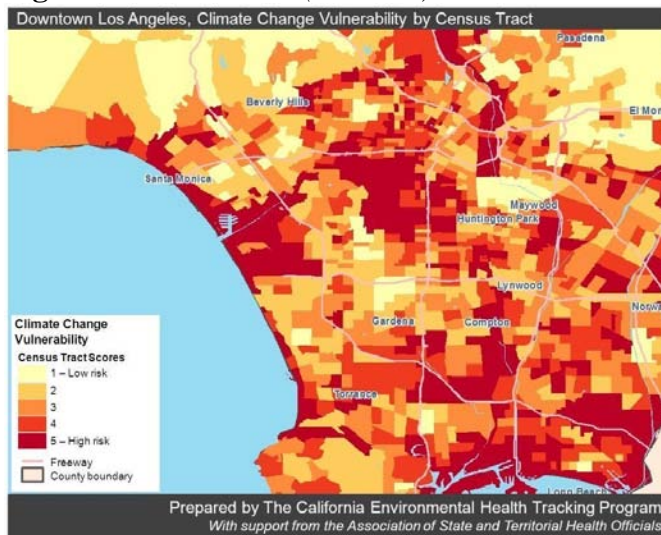 Downtown Los Angeles, Climate Change Vulnerability by Census Tract
Pasadena
Beverly Hills
El Mon
Santa Monica
Maywood
Huntington Park
Lynwood
Norwa
Gardena
Compton
Torrance
Long Beach
Climate Change
Vulnerability
Census Tract Scores
1 – Low risk
2
3
4
5 – High risk
Freeway
County boundary
Prepared by The California Environmental Health Tracking Program
With support from the Association of State and Territorial Health Officials